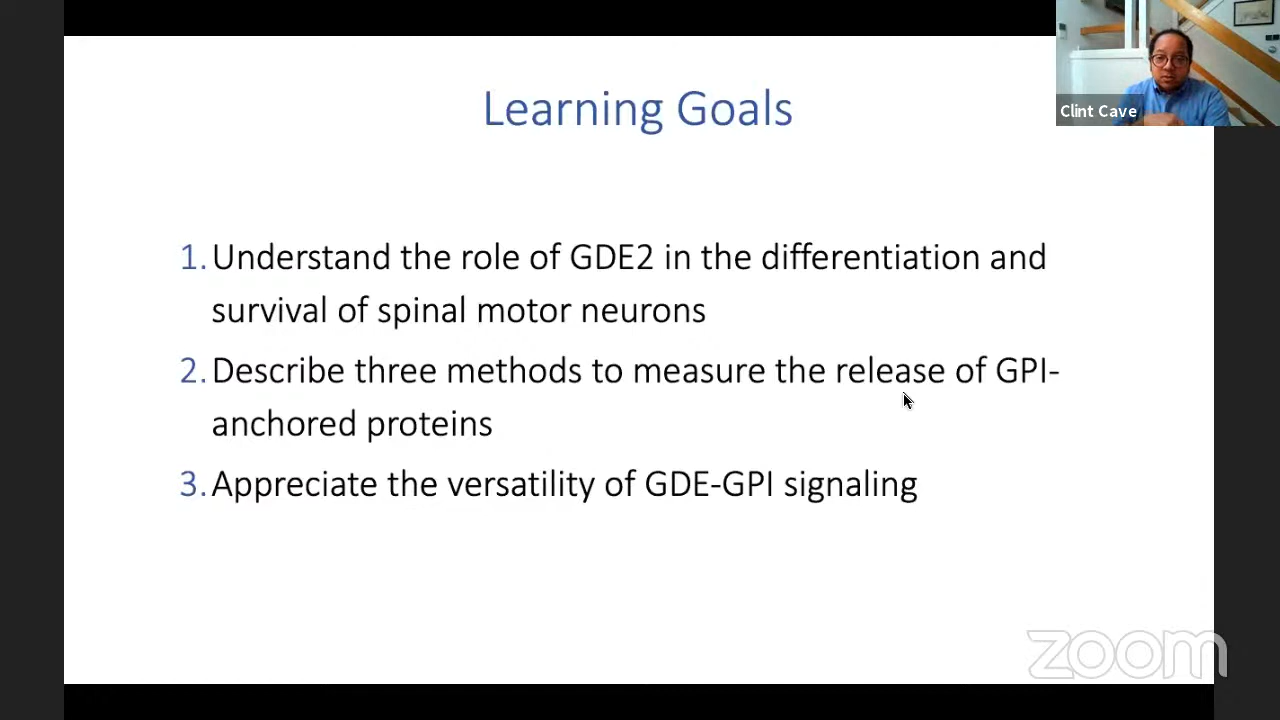 Learning Goals
Clint Cave
1. Understand the role of GDE2 in the differentiation and
survival of spinal motor neurons
2. Describe three methods to measure the release of GPI-
anchored proteins
3. Appreciate the versatility of GDE-GPI signaling
zoom